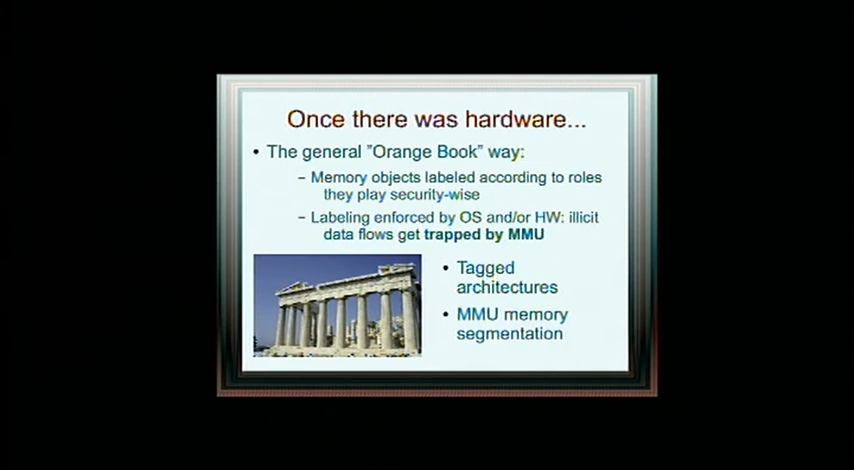 Once there was hardware...
• The general ”Orange Book” way:
– Memory objects labeled according to roles
they play security-wise
– Labeling enforced by OS and/or HW: illicit
data flows get trapped by MMU
• Tagged
architectures
• MMU memory
segmentation